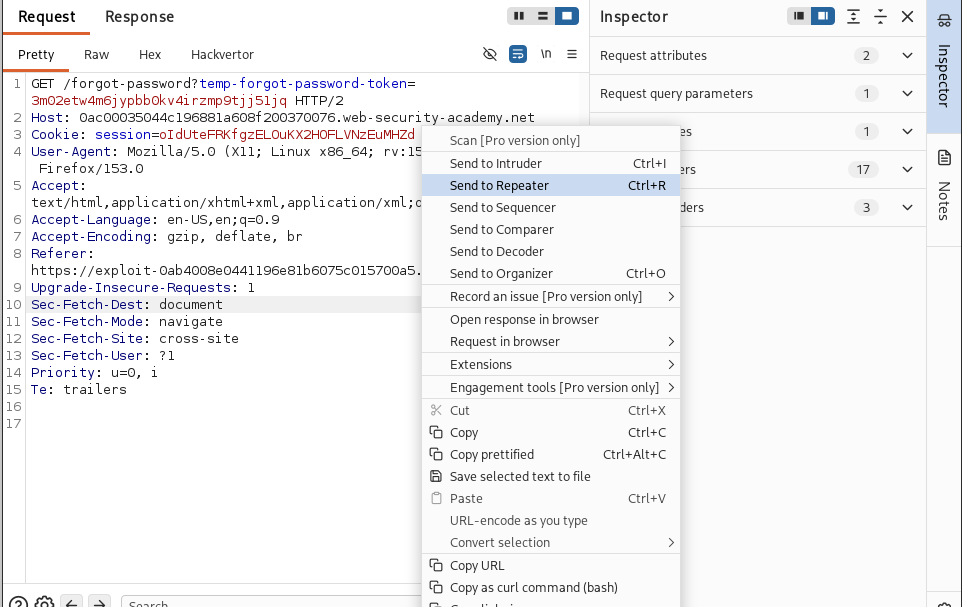 Request Response
Inspector
Pretty Raw Hex Hackvertor
\n
Request attributes 2
Request query parameters 1
1
17
3
1 GET /forgot-password?temp-forgot-password-token=
3m02etw4m6jypbb0kv4irzmp9tjj51jq HTTP/2
2 Host: 0ac00035044c196881a608f200370076.web-security-academy.net
3 Cookie: session=oIdUteFRKfgzELOuKX2HOFLVNzEuMHZd
4 User-Agent: Mozilla/5.0 (X11; Linux x86_64; rv:15
Firefox/153.0
5 Accept:
text/html,application/xhtml+xml,application/xml;
6 Accept-Language: en-US,en;q=0.9
7 Accept-Encoding: gzip, deflate, br
8 Referer:
https://exploit-0ab4008e0441196e81b6075c015700a5.
9 Upgrade-Insecure-Requests: 1
10 Sec-Fetch-Dest: document
11 Sec-Fetch-Mode: navigate
12 Sec-Fetch-Site: cross-site
13 Sec-Fetch-User: ?1
14 Priority: u=0, i
15 Te: trailers
16
17
Scan [Pro version only]
Send to Intruder Ctrl+I
Send to Repeater Ctrl+R
Send to Sequencer
Send to Comparer
Send to Decoder
Send to Organizer Ctrl+O
Record an issue [Pro version only]
Open response in browser
Request in browser
Extensions
Engagement tools [Pro version only]
Cut Ctrl+X
Copy Ctrl+C
Copy prettified Ctrl+Alt+C
Save selected text to file
Paste Ctrl+V
URL-encode as you type
Convert selection
Copy URL
Copy as curl command (bash)
Search
Inspector
Notes